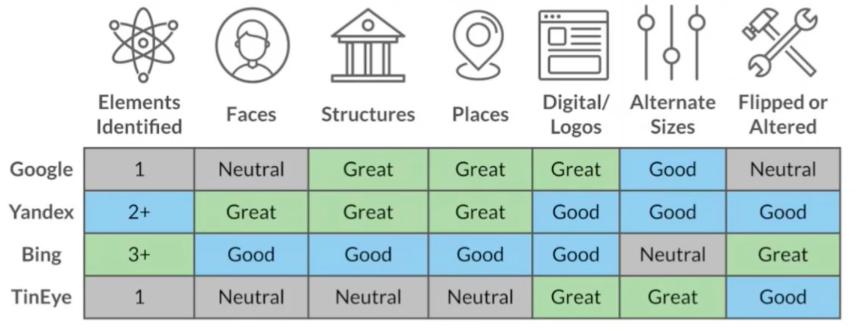 Elements Identified Faces Structures Places Digital/ Logos Alternate Sizes Flipped or Altered
Google 1 Neutral Great Great Great Good Neutral
Yandex 2+ Great Great Great Good Good Good
Bing 3+ Good Good Good Good Neutral Great
TinEye 1 Neutral Neutral Neutral Great Great Good